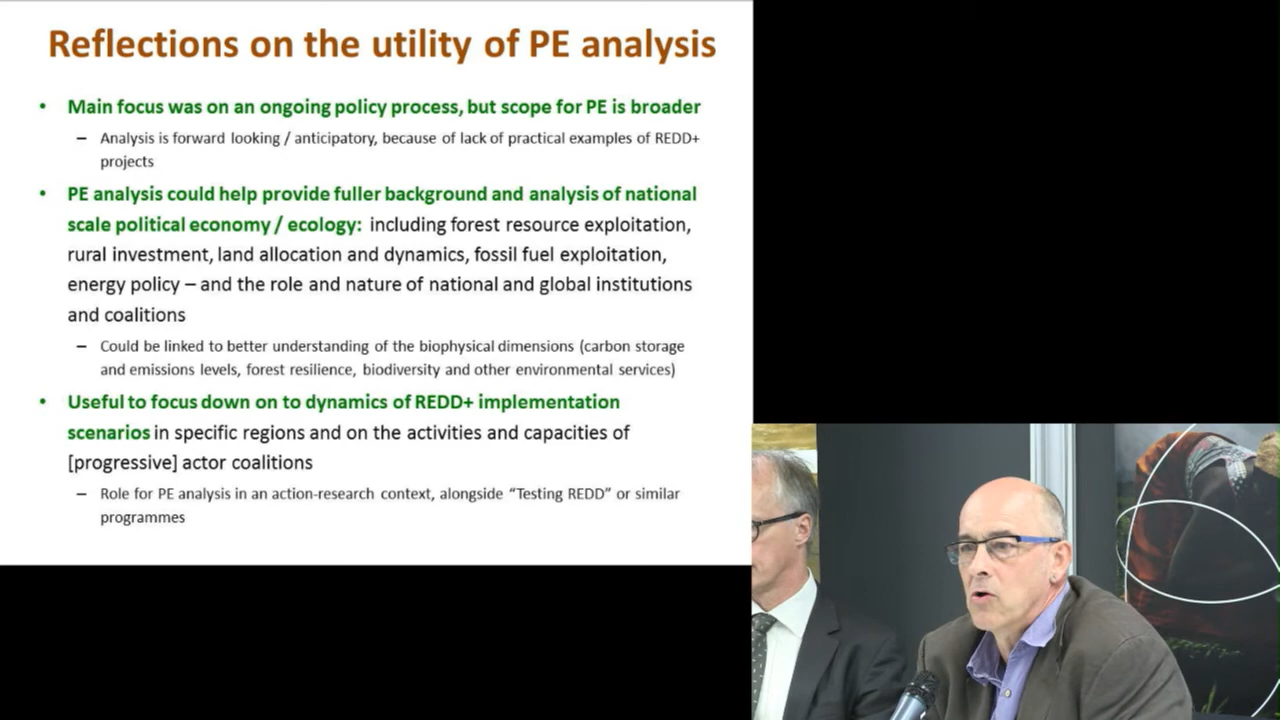 Reflections on the utility of PE analysis
• Main focus was on an ongoing policy process, but scope for PE is broader
– Analysis is forward looking / anticipatory, because of lack of practical examples of REDD+
projects
• PE analysis could help provide fuller background and analysis of national
scale political economy / ecology: including forest resource exploitation,
rural investment, land allocation and dynamics, fossil fuel exploitation,
energy policy – and the role and nature of national and global institutions
and coalitions
– Could be linked to better understanding of the biophysical dimensions (carbon storage
and emissions levels, forest resilience, biodiversity and other environmental services)
• Useful to focus down on to dynamics of REDD+ implementation
scenarios in specific regions and on the activities and capacities of
[progressive] actor coalitions
– Role for PE analysis in an action-research context, alongside “Testing REDD” or similar
programmes